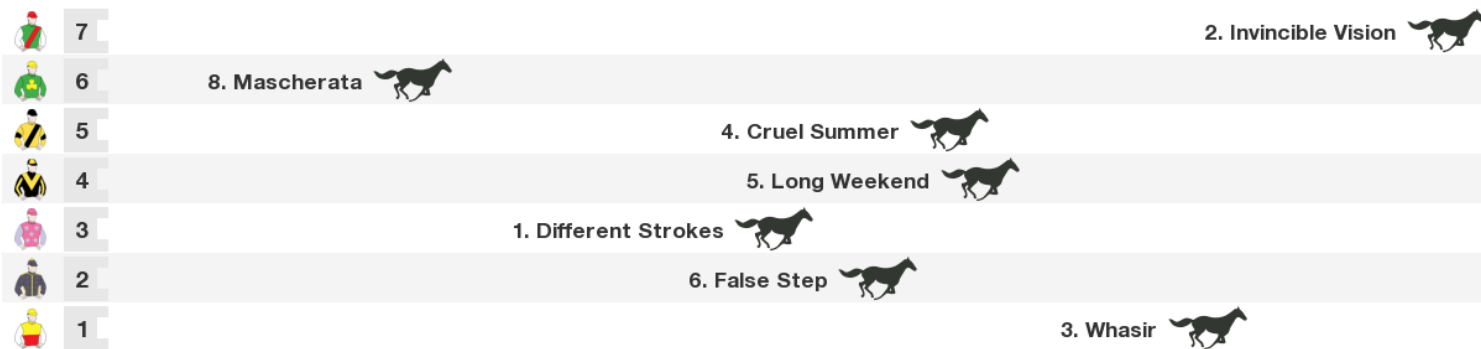 7 2. Invincible Vision
6 8. Mascherata
5 4. Cruel Summer
4 5. Long Weekend
3 1. Different Strokes
2 6. False Step
1 3. Whasir